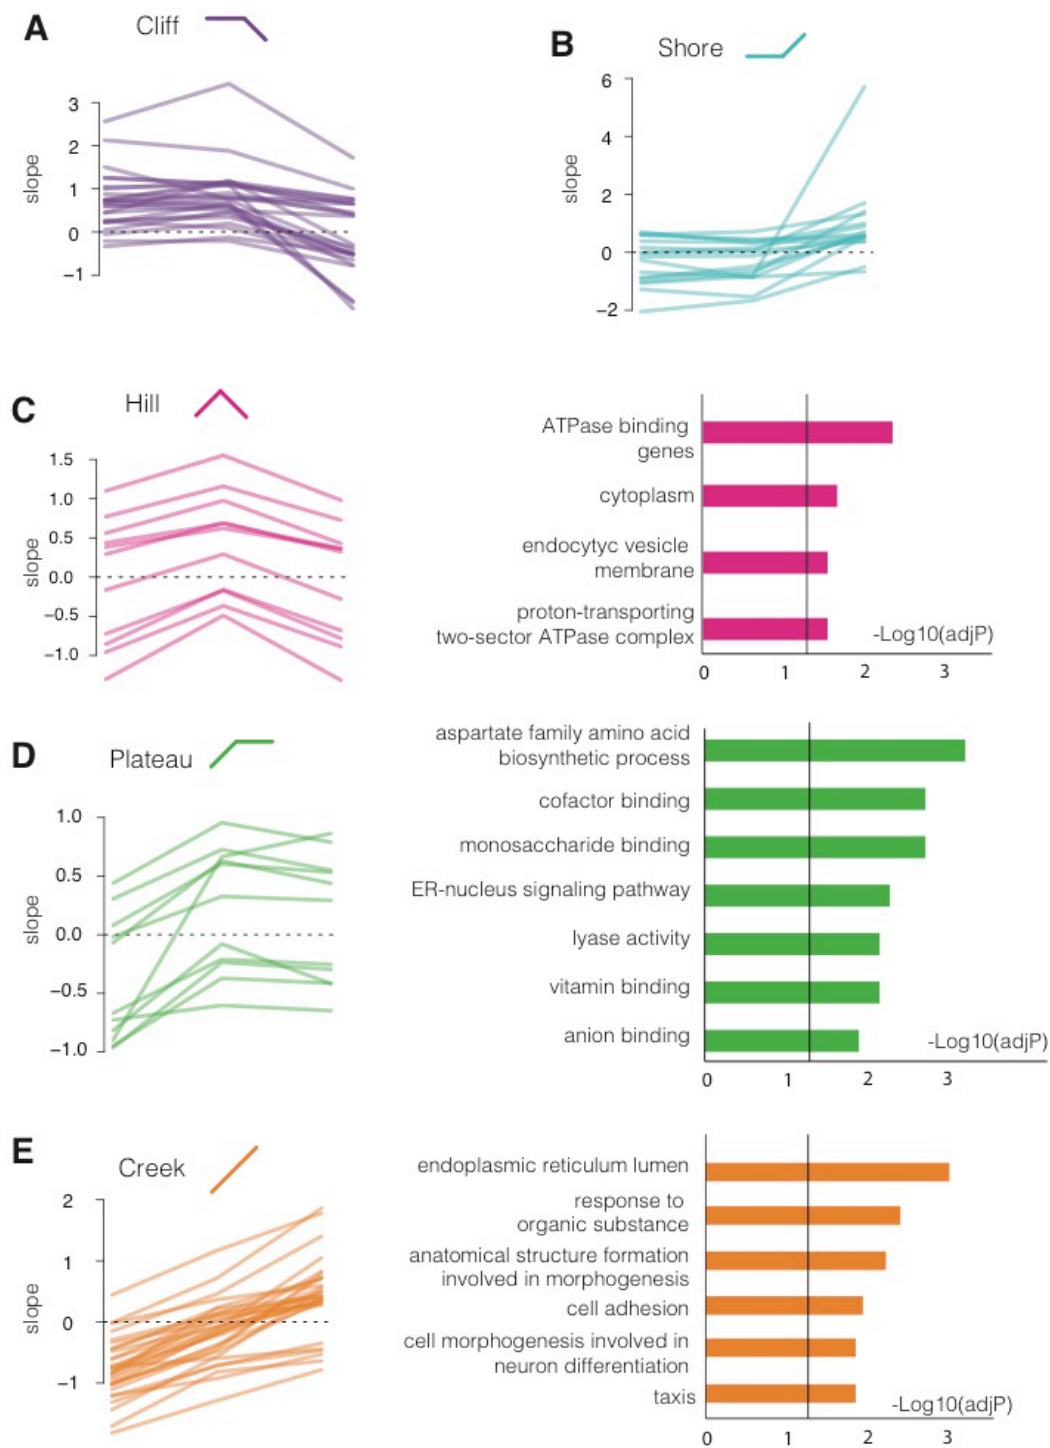 A
Cliff
3
2
1
0
−1
slope
B
Shore
6
4
2
0
−2
slope
C
Hill
1.5
1.0
0.5
0.0
−0.5
−1.0
slope
ATPase binding
genes
cytoplasm
endocytyc vesicle
membrane
proton-transporting
two-sector ATPase complex
-Log10(adjP)
0 1 2 3
D
Plateau
1.0
0.5
0.0
−0.5
−1.0
slope
aspartate family amino acid
biosynthetic process
cofactor binding
monosaccharide binding
ER-nucleus signaling pathway
lyase activity
vitamin binding
anion binding
-Log10(adjP)
0 1 2 3
E
Creek
2
1
0
−1
slope
endoplasmic reticulum lumen
response to
organic substance
anatomical structure formation
involved in morphogenesis
cell adhesion
cell morphogenesis involved in
neuron differentiation
taxis
-Log10(adjP)
0 1 2 3